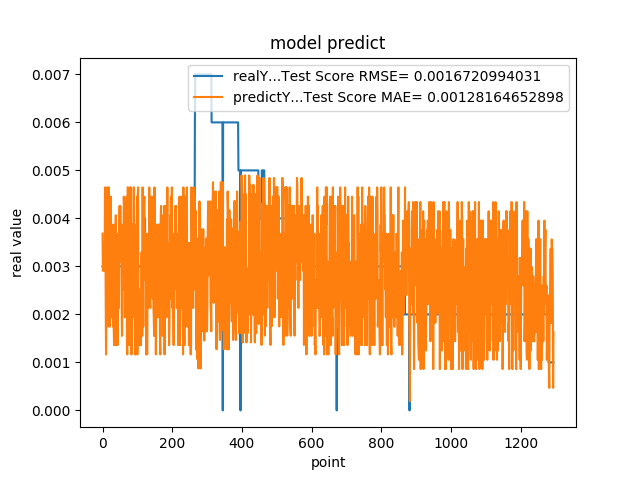 model predict
realY...Test Score RMSE= 0.0016720994031
predictY...Test Score MAE= 0.00128164652898
real value
0.007
0.006
0.005
0.004
0.003
0.002
0.001
0.000
0 200 400 600 800 1000 1200
point